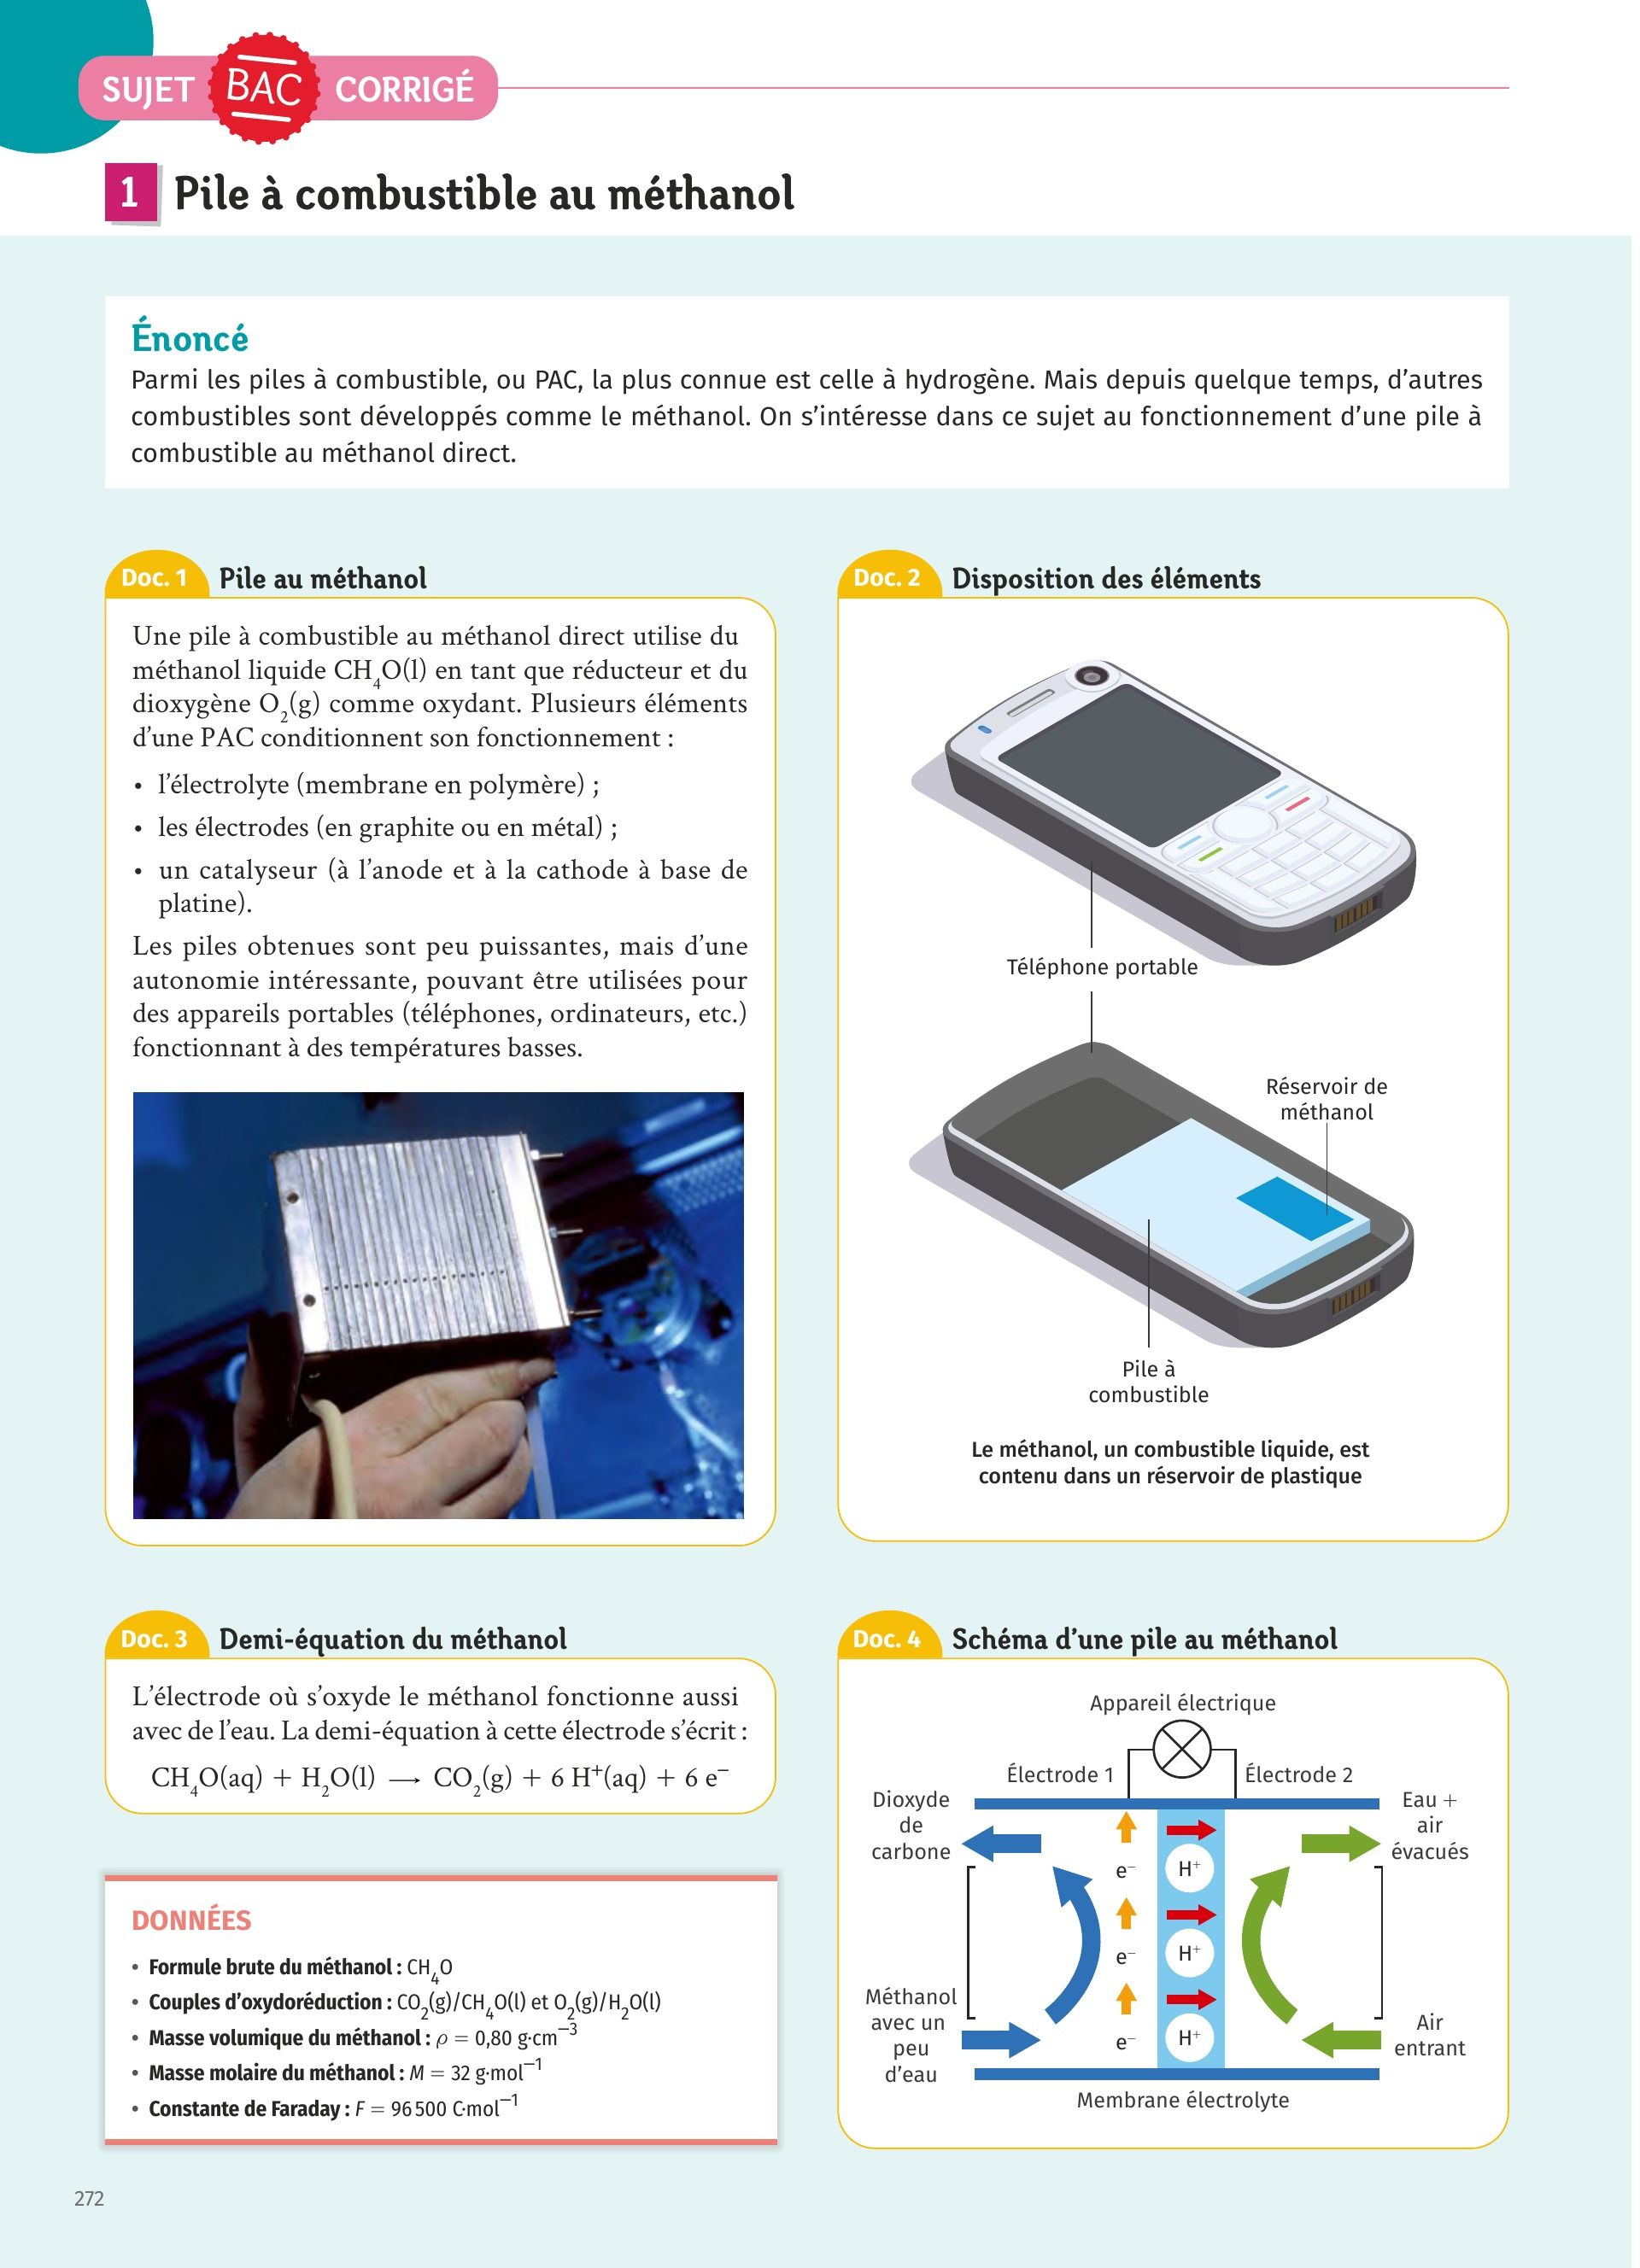 SUJET BAC CORRIGÉ
1 Pile à combustible au méthanol
Énoncé
Parmi les piles à combustible, ou PAC, la plus connue est celle à hydrogène. Mais depuis quelque temps, d’autres
combustibles sont développés comme le méthanol. On s’intéresse dans ce sujet au fonctionnement d’une pile à
combustible au méthanol direct.
Doc. 1 Pile au méthanol
Une pile à combustible au méthanol direct utilise du
méthanol liquide CH₄O(l) en tant que réducteur et du
dioxygène O₂(g) comme oxydant. Plusieurs éléments
d’une PAC conditionnent son fonctionnement :
• l’électrolyte (membrane en polymère) ;
• les électrodes (en graphite ou en métal) ;
• un catalyseur (à l’anode et à la cathode à base de
platine).
Les piles obtenues sont peu puissantes, mais d’une
autonomie intéressante, pouvant être utilisées pour
des appareils portables (téléphones, ordinateurs, etc.)
fonctionnant à des températures basses.
Doc. 2 Disposition des éléments
Téléphone portable
Réservoir de
méthanol
Pile à
combustible
Le méthanol, un combustible liquide, est
contenu dans un réservoir de plastique
Doc. 3 Demi-équation du méthanol
L’électrode où s’oxyde le méthanol fonctionne aussi
avec de l’eau. La demi-équation à cette électrode s’écrit :
CH₄O(aq) + H₂O(l) ⟶ CO₂(g) + 6 H⁺(aq) + 6 e⁻
DONNÉES
• Formule brute du méthanol : CH₄O
• Couples d’oxydoréduction : CO₂(g)/CH₄O(l) et O₂(g)/H₂O(l)
• Masse volumique du méthanol : ρ = 0,80 g·cm⁻³
• Masse molaire du méthanol : M = 32 g·mol⁻¹
• Constante de Faraday : F = 96 500 C·mol⁻¹
Doc. 4 Schéma d’une pile au méthanol
Appareil électrique
Électrode 1
Électrode 2
Dioxyde
de
carbone
Eau +
air
évacués
e⁻
H⁺
e⁻
H⁺
e⁻
H⁺
Méthanol
avec un
peu
d’eau
Air
entrant
Membrane électrolyte
272